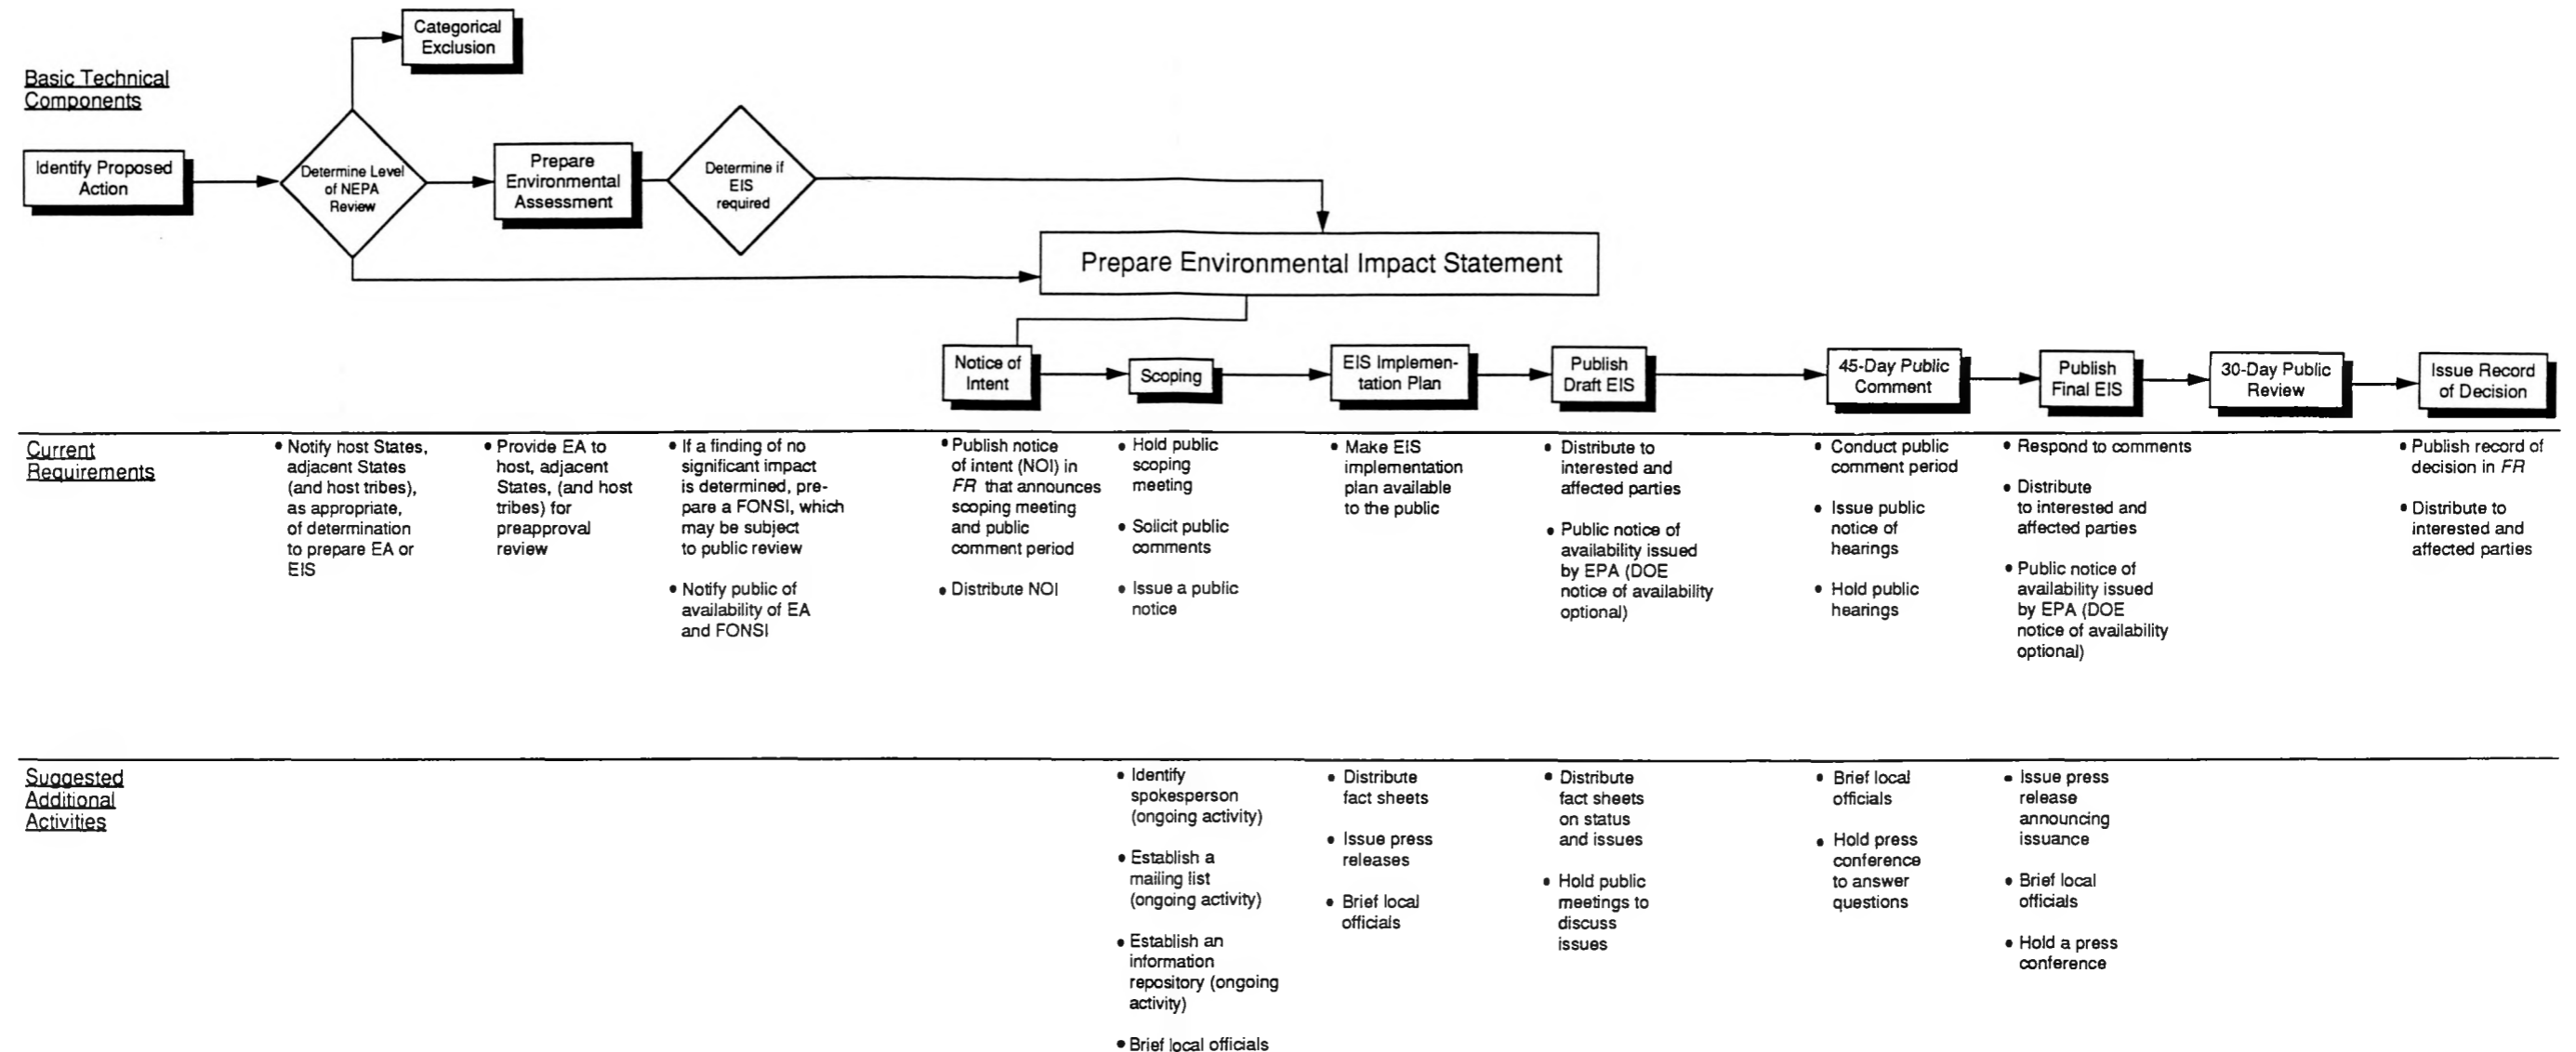 Categorical
Exclusion
Basic Technical
Components
Identify Proposed
Action
Determine Level
of NEPA
Review
Prepare
Environmental
Assessment
Determine if
EIS
required
Prepare Environmental Impact Statement
Notice of
Intent
Scoping
EIS Implemen-
tation Plan
Publish
Draft EIS
45-Day Public
Comment
Publish
Final EIS
30-Day Public
Review
Issue Record
of Decision
Current
Requirements
• Notify host States,
adjacent States
(and host tribes),
as appropriate,
of determination
to prepare EA or
EIS
• Provide EA to
host, adjacent
States, (and host
tribes) for
preapproval
review
• If a finding of no
significant impact
is determined, pre-
pare a FONSI, which
may be subject
to public review
• Notify public of
availability of EA
and FONSI
• Publish notice
of intent (NOI) in
FR that announces
scoping meeting
and public
comment period
• Distribute NOI
• Hold public
scoping
meeting
• Solicit public
comments
• Issue a public
notice
• Make EIS
implementation
plan available
to the public
• Distribute to
interested and
affected parties
• Public notice of
availability issued
by EPA (DOE
notice of availability
optional)
• Conduct public
comment period
• Issue public
notice of
hearings
• Hold public
hearings
• Respond to comments
• Distribute
to interested and
affected parties
• Public notice of
availability issued
by EPA (DOE
notice of availability
optional)
• Publish record of
decision in FR
• Distribute to
interested and
affected parties
Suggested
Additional
Activities
• Identify
spokesperson
(ongoing activity)
• Establish a
mailing list
(ongoing activity)
• Establish an
information
repository (ongoing
activity)
• Brief local officials
• Distribute
fact sheets
• Issue press
releases
• Brief local
officials
• Distribute
fact sheets
on status
and issues
• Hold public
meetings to
discuss
issues
• Brief local
officials
• Hold press
conference
to answer
questions
• Issue press
release
announcing
issuance
• Brief local
officials
• Hold a press
conference